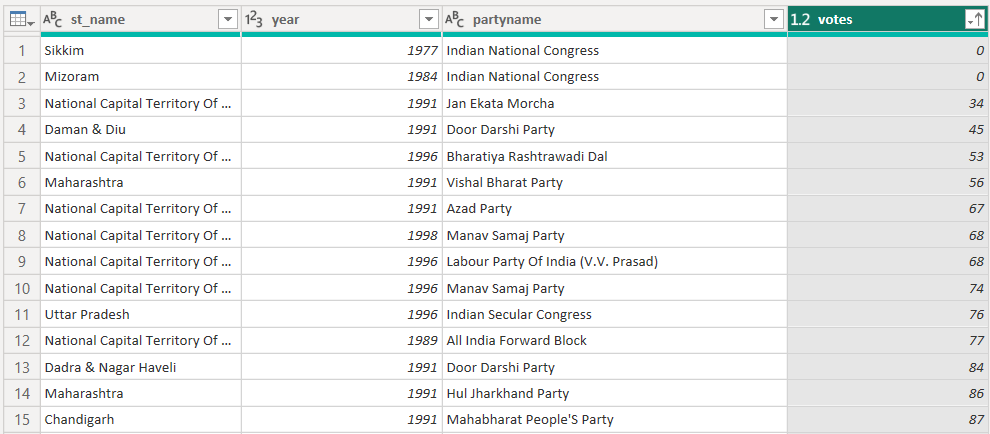 ABC st_name 123 year ABC partyname 1.2 votes
1 Sikkim 1977 Indian National Congress 0
2 Mizoram 1984 Indian National Congress 0
3 National Capital Territory Of ... 1991 Jan Ekata Morcha 34
4 Daman & Diu 1991 Door Darshi Party 45
5 National Capital Territory Of ... 1996 Bharatiya Rashtrawadi Dal 53
6 Maharashtra 1991 Vishal Bharat Party 56
7 National Capital Territory Of ... 1991 Azad Party 67
8 National Capital Territory Of ... 1998 Manav Samaj Party 68
9 National Capital Territory Of ... 1996 Labour Party Of India (V.V. Prasad) 68
10 National Capital Territory Of ... 1996 Manav Samaj Party 74
11 Uttar Pradesh 1996 Indian Secular Congress 76
12 National Capital Territory Of ... 1989 All India Forward Block 77
13 Dadra & Nagar Haveli 1991 Door Darshi Party 84
14 Maharashtra 1991 Hul Jharkhand Party 86
15 Chandigarh 1991 Mahabharat People'S Party 87